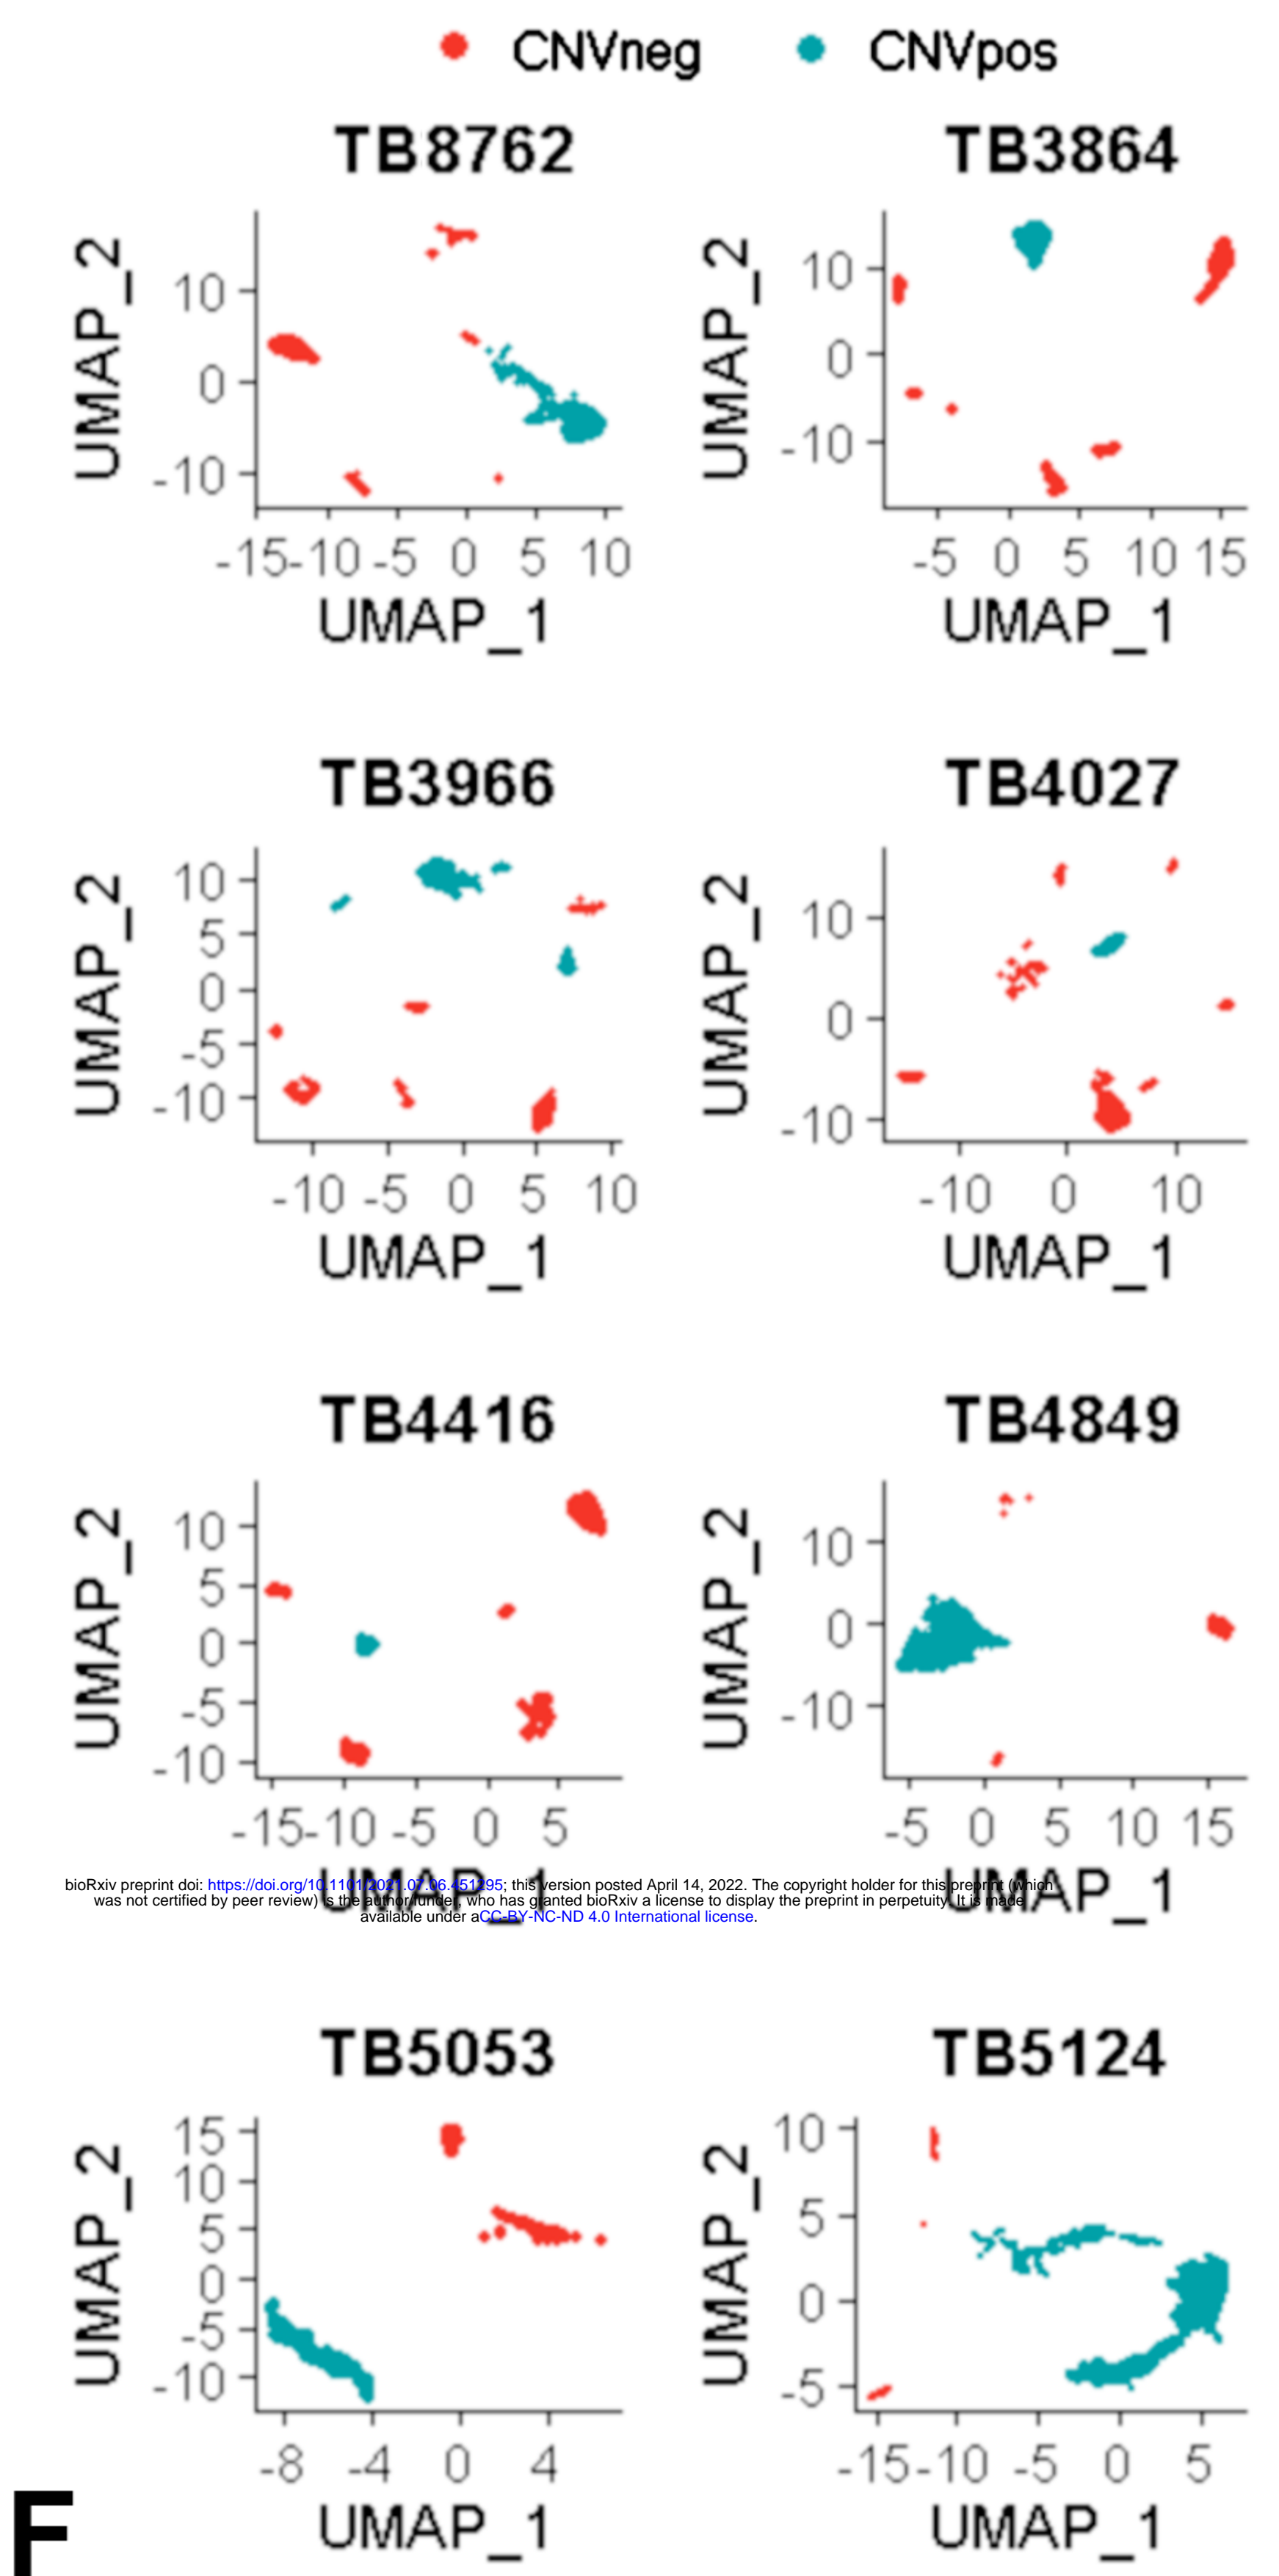 CNVneg CNVpos
TB8762 TB3864
UMAP_2 10 0 -10 UMAP_2 10 0 -10
-15 -10 -5 0 5 10 -5 0 5 10 15
UMAP_1 UMAP_1
TB3966 TB4027
UMAP_2 10 5 0 -5 -10 UMAP_2 10 0 -10
-10 -5 0 5 10 -10 0 10
UMAP_1 UMAP_1
TB4416 TB4849
UMAP_2 10 5 0 -5 -10 UMAP_2 10 0 -10
-15 -10 -5 0 5 -5 0 5 10 15
UMAP_1 UMAP_1
bioRxiv preprint doi: https://doi.org/10.1101/2021.07.06.451295; this version posted April 14, 2022. The copyright holder for this preprint (which
was not certified by peer review) is the author/funder, who has granted bioRxiv a license to display the preprint in perpetuity. It is made
available under aCC-BY-NC-ND 4.0 International license.
TB5053 TB5124
UMAP_2 15 10 5 0 -5 -10 UMAP_2 10 5 0 -5
-8 -4 0 4 -15 -10 -5 0 5
UMAP_1 UMAP_1
F